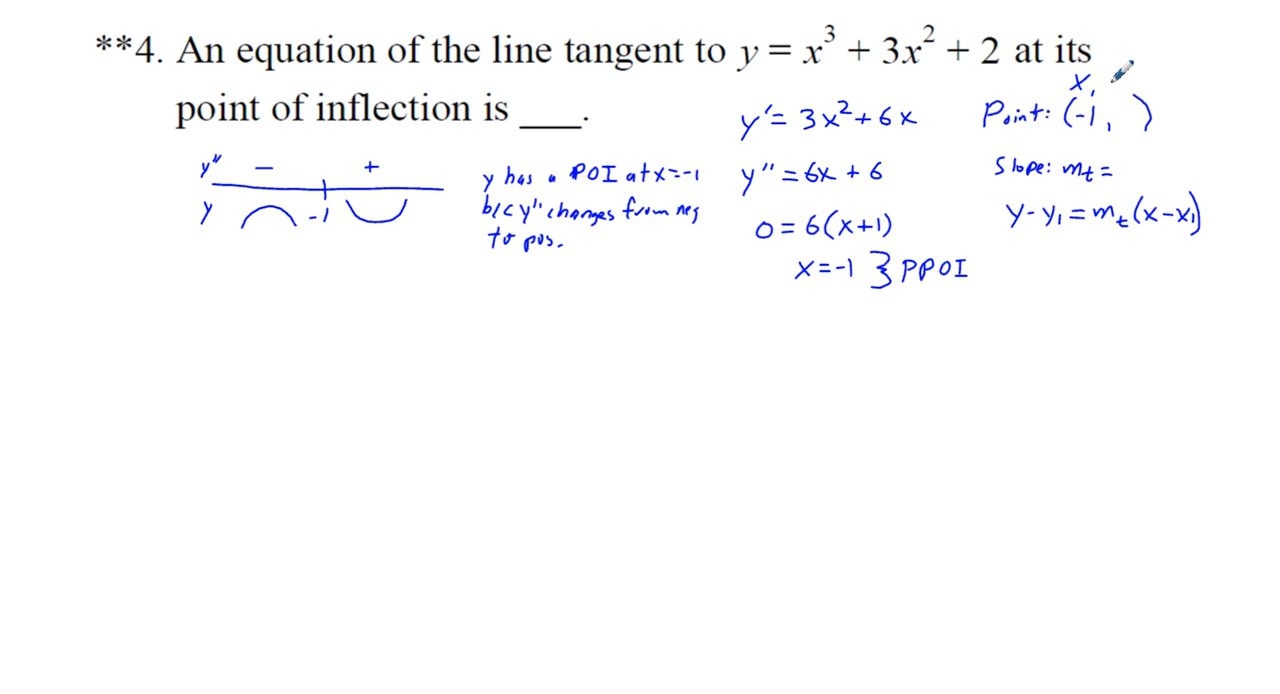 **4. An equation of the line tangent to y = x³ + 3x² + 2 at its
point of inflection is ____.
y'' − +
y -1
y has a POI at x=-1
b/c y'' changes from neg
to pos.
y' = 3x² + 6x
y'' = 6x + 6
0 = 6(x+1)
x = -1 } PPOI
x₁
Point: (-1, )
Slope: mₜ =
y - y₁ = mₜ(x - x₁)